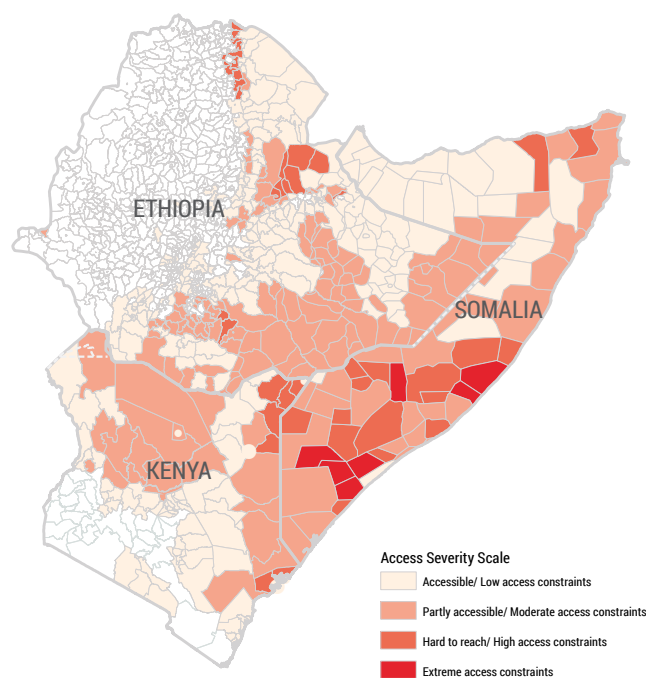 ETHIOPIA
SOMALIA
KENYA
Access Severity Scale
Accessible/ Low access constraints
Partly accessible/ Moderate access constraints
Hard to reach/ High access constraints
Extreme access constraints